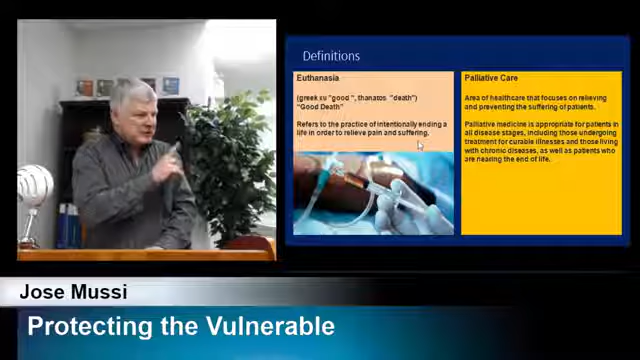 Definitions
Euthanasia
(greek ευ "good ", thanatos "death")
"Good Death"
Refers to the practice of intentionally ending a
life in order to relieve pain and suffering.
Palliative Care
Area of healthcare that focuses on relieving
and preventing the suffering of patients.
Palliative medicine is appropriate for patients in
all disease stages, including those undergoing
treatment for curable illnesses and those living
with chronic diseases, as well as patients who
are nearing the end of life.
Jose Mussi
Protecting the Vulnerable